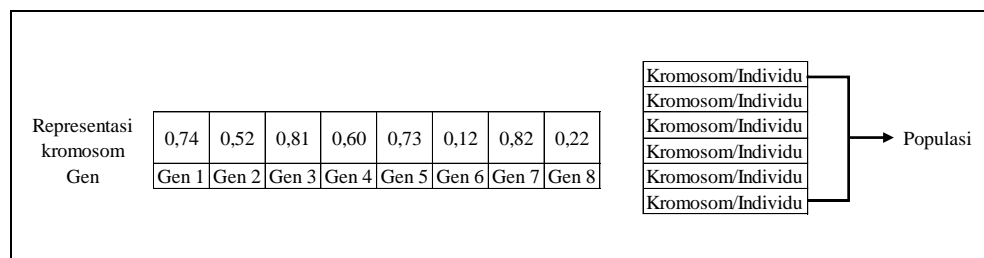 Representasi
kromosom
Gen
0,74 0,52 0,81 0,60 0,73 0,12 0,82 0,22
Gen 1 Gen 2 Gen 3 Gen 4 Gen 5 Gen 6 Gen 7 Gen 8
Kromosom/Individu
Kromosom/Individu
Kromosom/Individu
Kromosom/Individu
Kromosom/Individu
Kromosom/Individu
Populasi